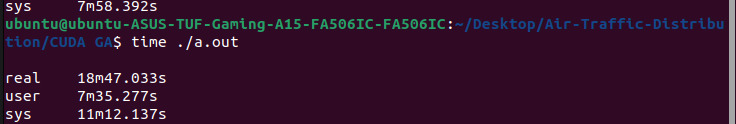 sys     7m58.392s
ubuntu@ubuntu-ASUS-TUF-Gaming-A15-FA506IC-FA506IC:~/Desktop/Air-Traffic-Distribu
tion/CUDA GA$ time ./a.out
real    18m47.033s
user    7m35.277s
sys     11m12.137s